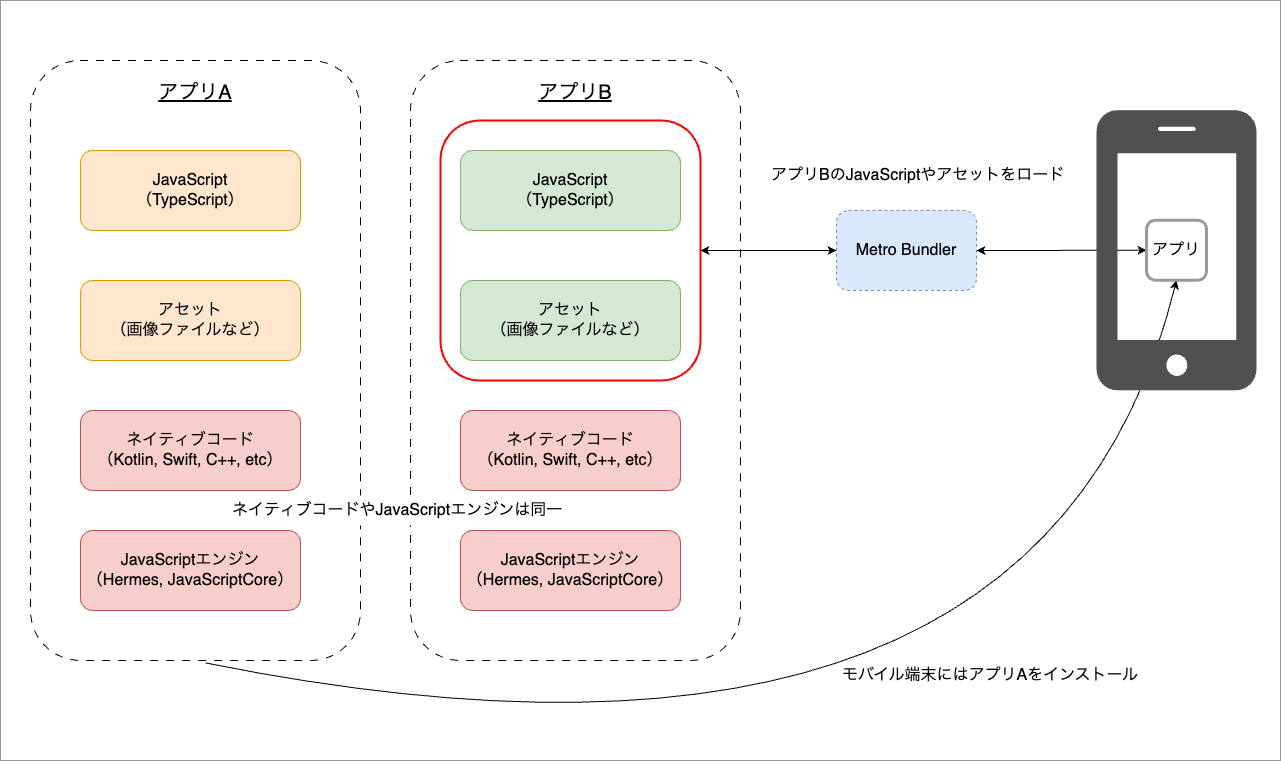 アプリA
JavaScript
（TypeScript）
アセット
（画像ファイルなど）
ネイティブコード
（Kotlin, Swift, C++, etc）
JavaScriptエンジン
（Hermes, JavaScriptCore）
アプリB
JavaScript
（TypeScript）
アセット
（画像ファイルなど）
ネイティブコード
（Kotlin, Swift, C++, etc）
JavaScriptエンジン
（Hermes, JavaScriptCore）
ネイティブコードやJavaScriptエンジンは同一
アプリBのJavaScriptやアセットをロード
Metro Bundler
アプリ
モバイル端末にはアプリAをインストール